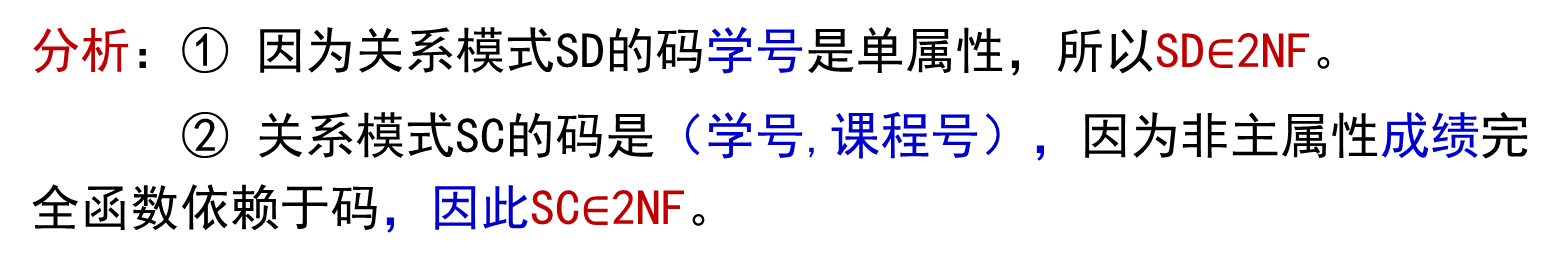 分析：① 因为关系模式SD的码学号是单属性，所以SD∈2NF。
② 关系模式SC的码是（学号,课程号），因为非主属性成绩完
全函数依赖于码，因此SC∈2NF。